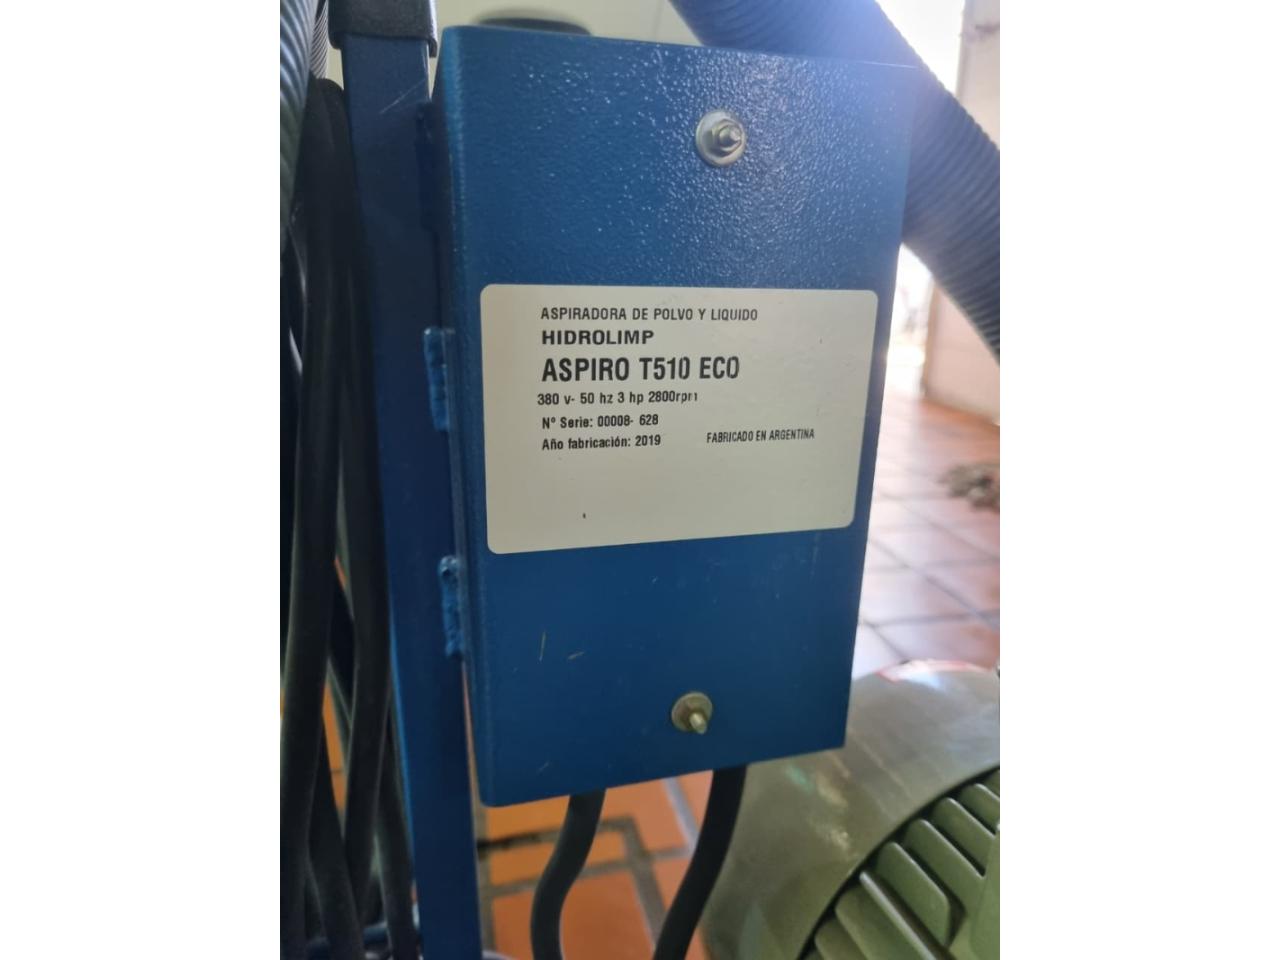 ASPIRADORA DE POLVO Y LIQUIDO
HIDROLIMP
ASPIRO T510 ECO
380 v- 50 hz 3 hp 2800rpm
Nº Serie: 00008- 628
Año fabricación: 2019 FABRICADO EN ARGENTINA